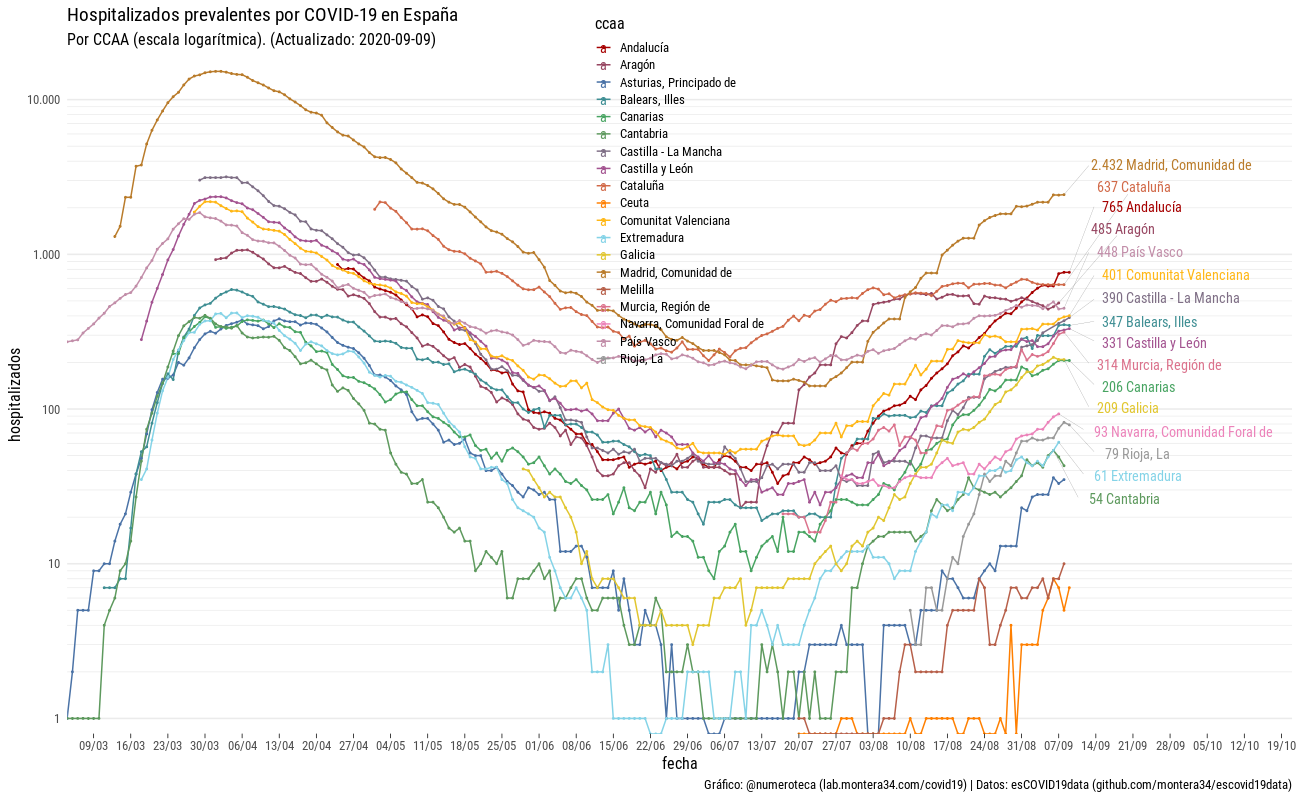 Hospitalizados prevalentes por COVID-19 en España
Por CCAA (escala logarítmica). (Actualizado: 2020-09-09)
ccaa
Andalucía
Aragón
Asturias, Principado de
Balears, Illes
Canarias
Cantabria
Castilla - La Mancha
Castilla y León
Cataluña
Ceuta
Comunitat Valenciana
Extremadura
Galicia
Madrid, Comunidad de
Melilla
Murcia, Región de
Navarra, Comunidad Foral de
País Vasco
Rioja, La
hospitalizados
10.000
1.000
100
10
1
2.432 Madrid, Comunidad de
637 Cataluña
765 Andalucía
485 Aragón
448 País Vasco
401 Comunitat Valenciana
390 Castilla - La Mancha
347 Balears, Illes
331 Castilla y León
314 Murcia, Región de
206 Canarias
209 Galicia
93 Navarra, Comunidad Foral de
79 Rioja, La
61 Extremadura
54 Cantabria
09/03 16/03 23/03 30/03 06/04 13/04 20/04 27/04 04/05 11/05 18/05 25/05 01/06 08/06 15/06 22/06 29/06 06/07 13/07 20/07 27/07 03/08 10/08 17/08 24/08 31/08 07/09 14/09 21/09 28/09 05/10 12/10 19/10
fecha
Gráfico: @numeroteca (lab.montera34.com/covid19) | Datos: esCOVID19data (github.com/montera34/escovid19data)